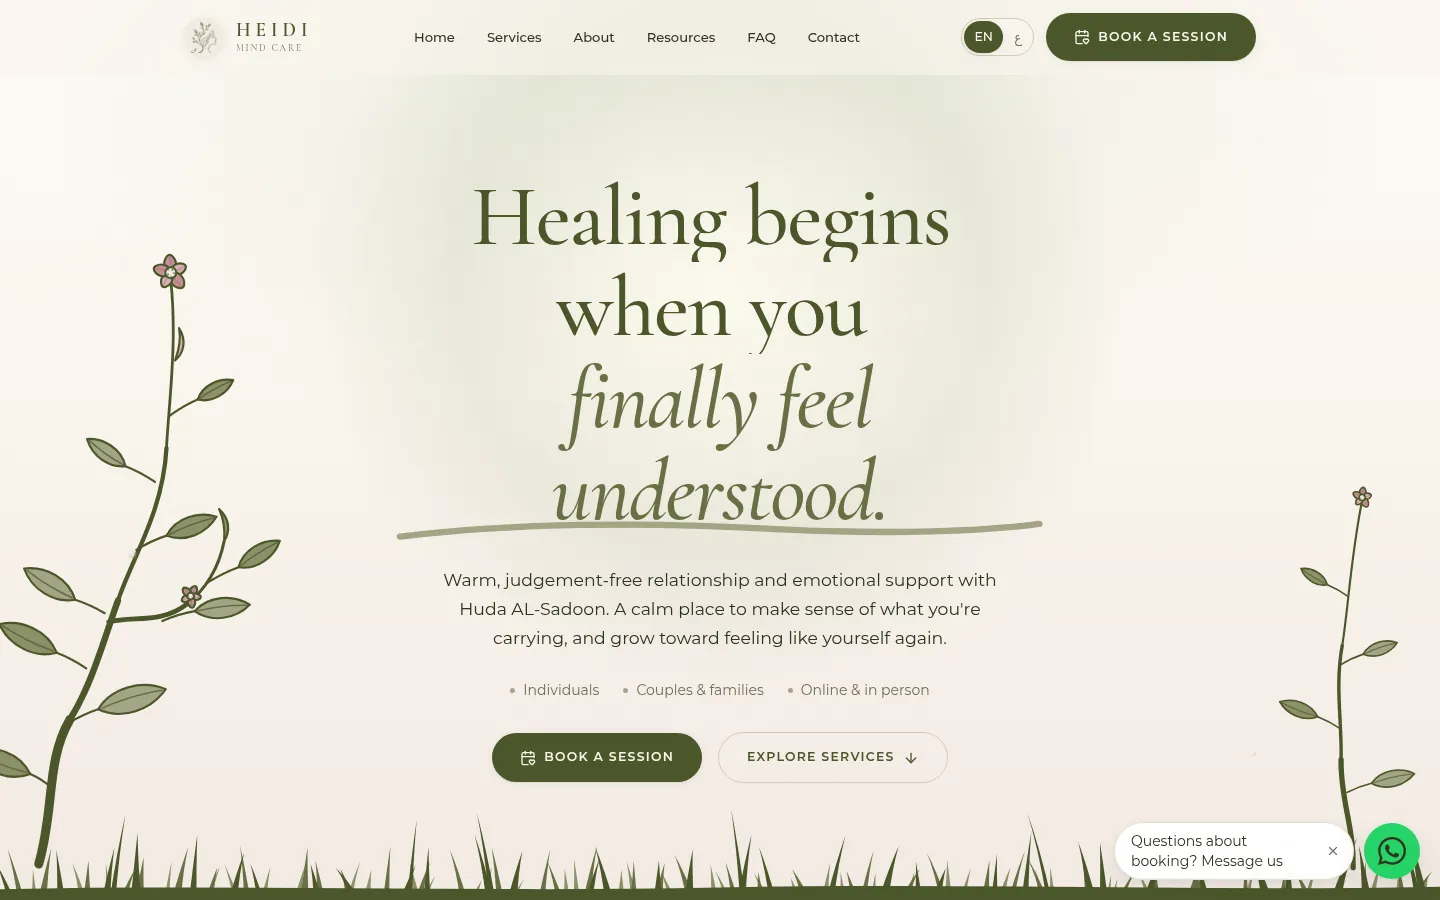 HEIDI
MIND CARE
Home
Services
About
Resources
FAQ
Contact
EN
ع
BOOK A SESSION
Healing begins
when you
finally feel
understood.
Warm, judgement-free relationship and emotional support with
Huda AL-Sadoon. A calm place to make sense of what you're
carrying, and grow toward feeling like yourself again.
Individuals
Couples & families
Online & in person
BOOK A SESSION
EXPLORE SERVICES
Questions about
booking? Message us